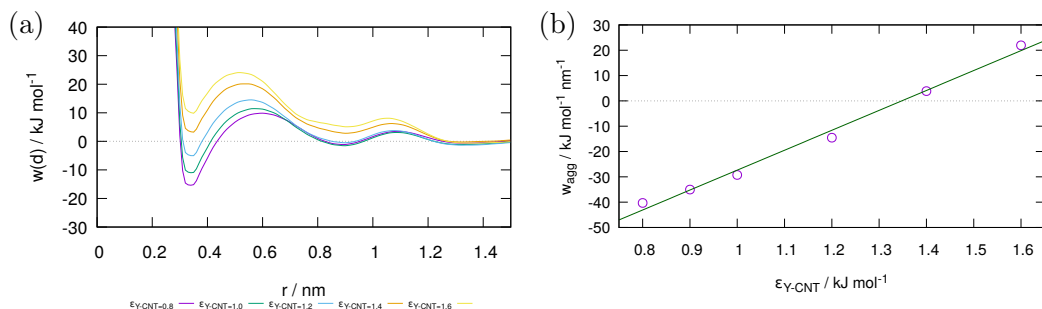 (a)
w(d) / kJ mol⁻¹
40
30
20
10
0
-10
-20
-30
0 0.2 0.4 0.6 0.8 1 1.2 1.4
r / nm
εY-CNT=0.8 εY-CNT=1.0 εY-CNT=1.2 εY-CNT=1.4 εY-CNT=1.6
(b)
wagg / kJ mol⁻¹ nm⁻¹
30
20
10
0
-10
-20
-30
-40
-50
0.8 0.9 1 1.1 1.2 1.3 1.4 1.5 1.6
εY-CNT / kJ mol⁻¹